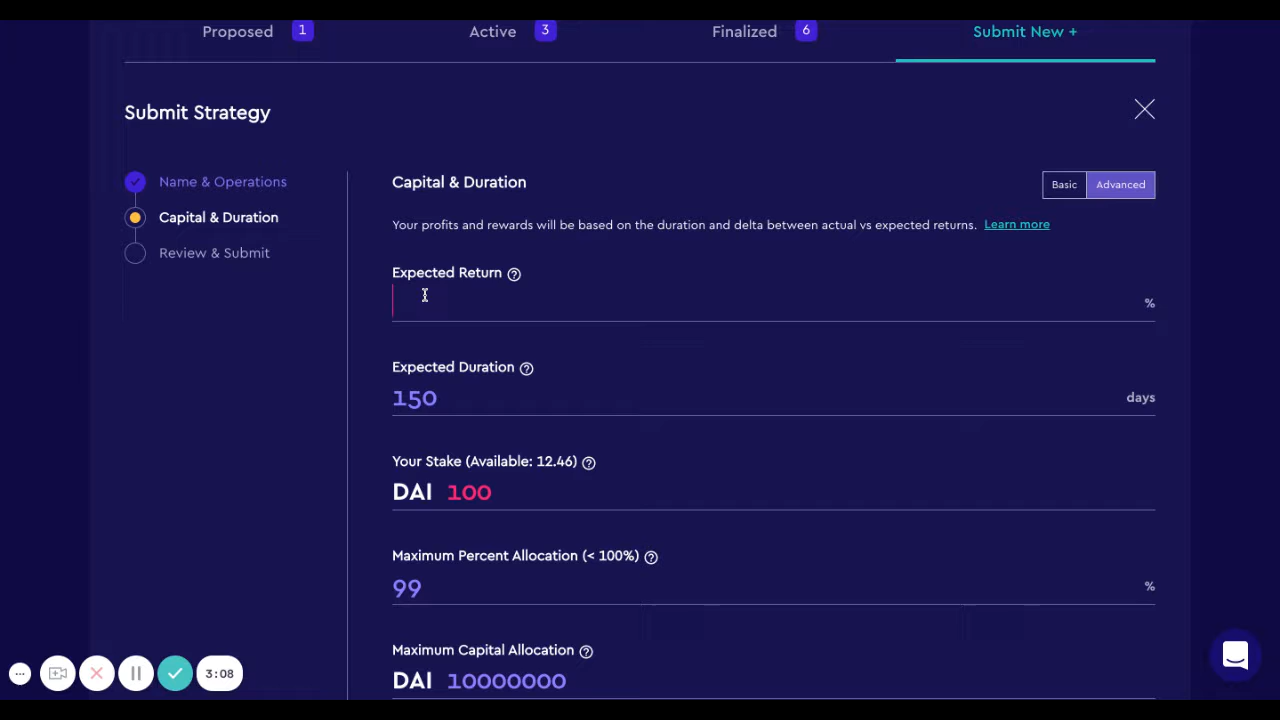 Proposed 1 Active 3 Finalized 6 Submit New +
Submit Strategy
Name & Operations
Capital & Duration
Review & Submit
Capital & Duration
Basic Advanced
Your profits and rewards will be based on the duration and delta between actual vs expected returns. Learn more
Expected Return ?
%
Expected Duration ?
150 days
Your Stake (Available: 12.46) ?
DAI 100
Maximum Percent Allocation (< 100%) ?
99 %
Maximum Capital Allocation ?
DAI 10000000
3:08